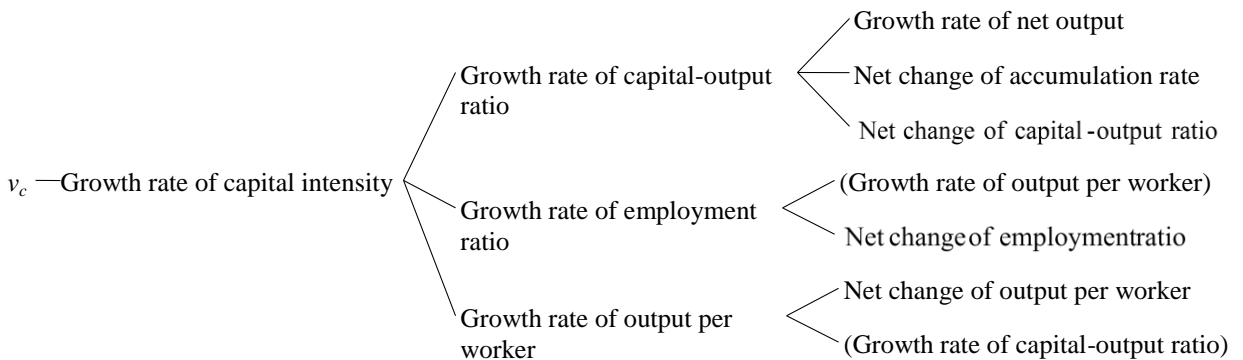 Growth rate of net output
Growth rate of capital-output
ratio
Net change of accumulation rate
Net change of capital-output ratio
v_c
Growth rate of capital intensity
Growth rate of employment
ratio
(Growth rate of output per worker)
Net change of employmentratio
Growth rate of output per
worker
Net change of output per worker
(Growth rate of capital-output ratio)